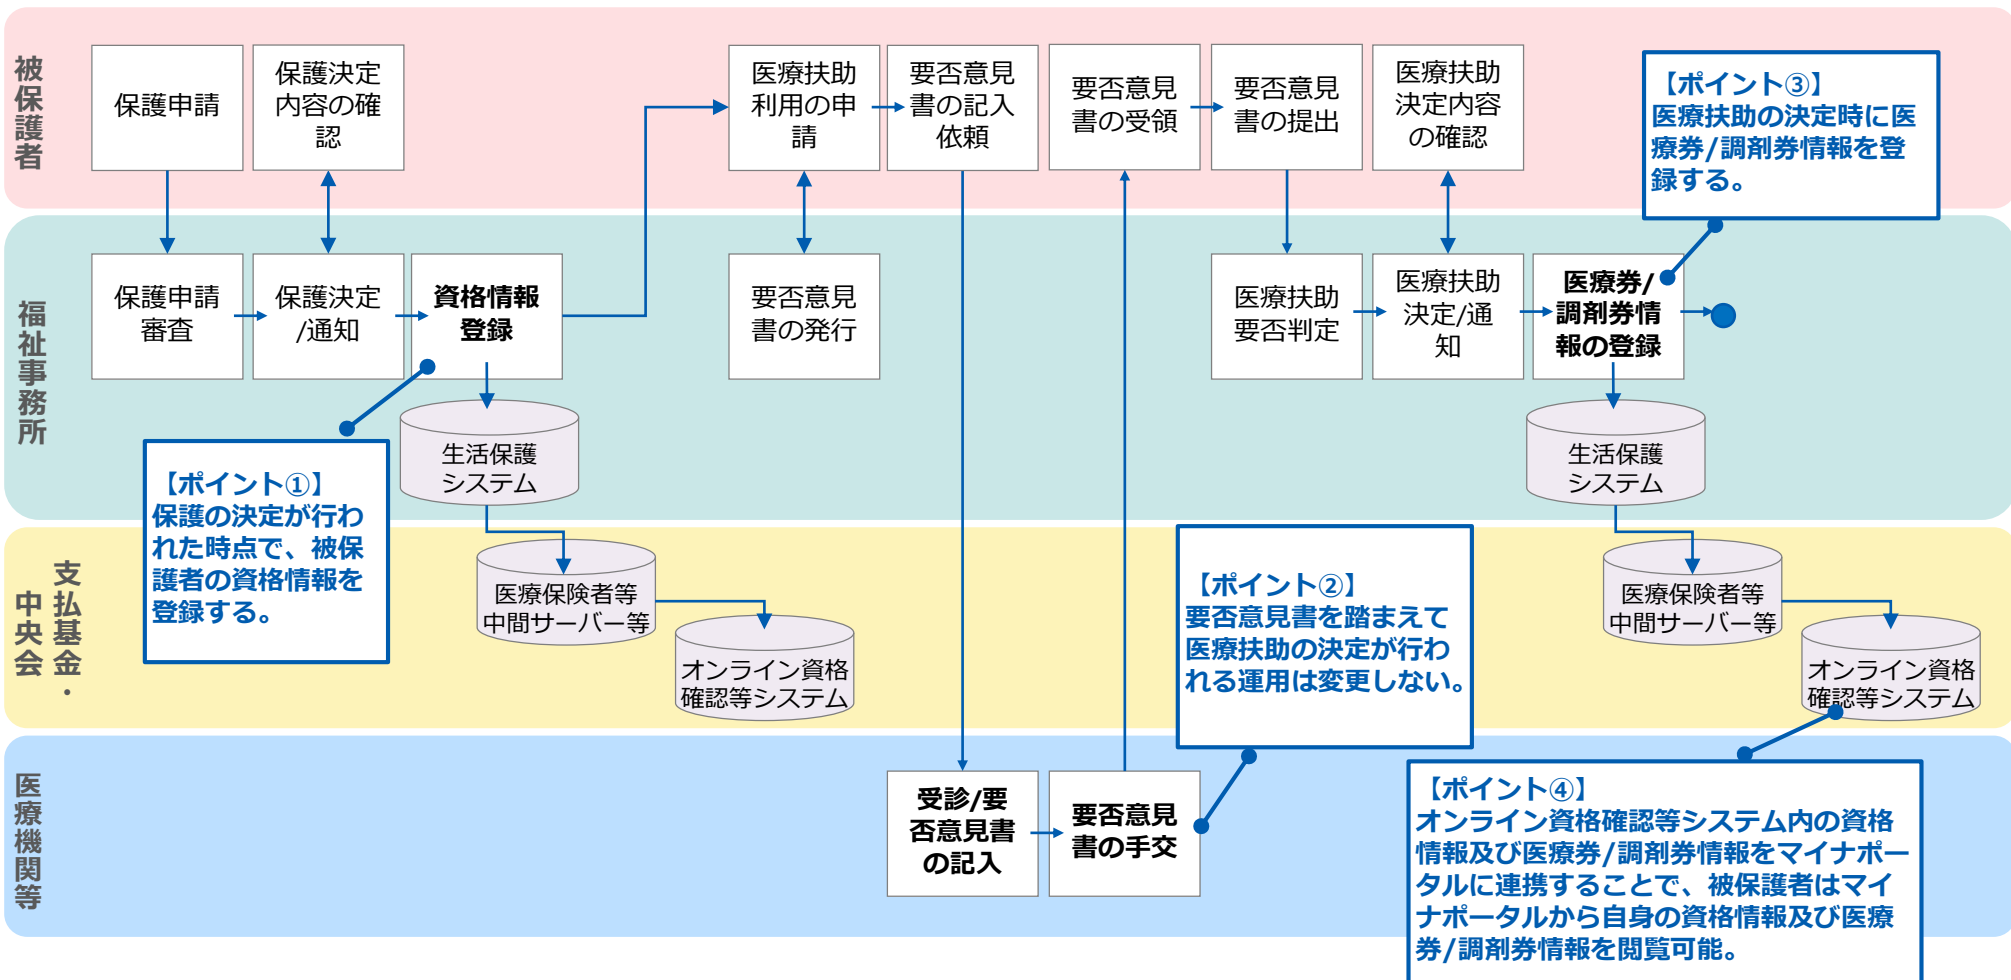 被保護者
保護申請
保護決定
内容の確
認
医療扶助
利用の申
請
要否意見
書の記入
依頼
要否意見
書の受領
要否意見
書の提出
医療扶助
決定内容
の確認
【ポイント③】
医療扶助の決定時に医
療券/調剤券情報を登
録する。
福祉事務所
保護申請
審査
保護決定
/通知
資格情報
登録
要否意見
書の発行
医療扶助
要否判定
医療扶助
決定/通
知
医療券/
調剤券情
報の登録
生活保護
システム
生活保護
システム
【ポイント①】
保護の決定が行わ
れた時点で、被保
護者の資格情報を
登録する。
支払基金・
中央会
医療保険者等
中間サーバー等
オンライン資格
確認等システム
【ポイント②】
要否意見書を踏まえて
医療扶助の決定が行わ
れる運用は変更しない。
医療保険者等
中間サーバー等
オンライン資格
確認等システム
医療機関等
受診/要
否意見書
の記入
要否意見
書の手交
【ポイント④】
オンライン資格確認等システム内の資格
情報及び医療券/調剤券情報をマイナポー
タルに連携することで、被保護者はマイ
ナポータルから自身の資格情報及び医療
券/調剤券情報を閲覧可能。